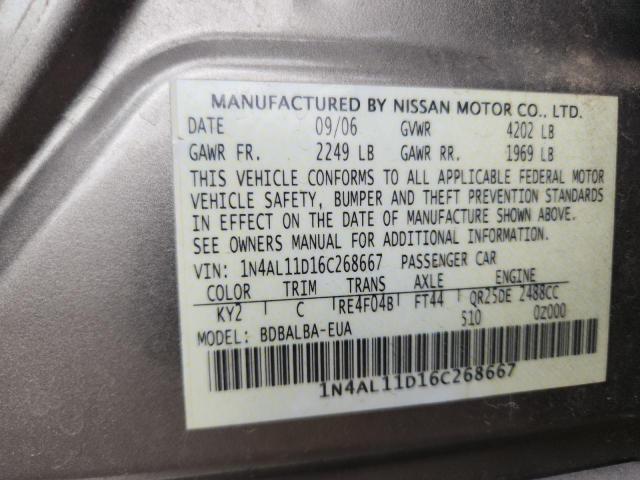 MANUFACTURED BY NISSAN MOTOR CO., LTD.
DATE 09/06 GVWR 4202 LB
GAWR FR. 2249 LB GAWR RR. 1969 LB
THIS VEHICLE CONFORMS TO ALL APPLICABLE FEDERAL MOTOR
VEHICLE SAFETY, BUMPER AND THEFT PREVENTION STANDARDS
IN EFFECT ON THE DATE OF MANUFACTURE SHOWN ABOVE.
SEE OWNERS MANUAL FOR ADDITIONAL INFORMATION.
VIN: 1N4AL11D16C268667 PASSENGER CAR
COLOR TRIM TRANS AXLE ENGINE
KY2 C RE4F04B FT44 QR25DE 2488CC
MODEL: BDBALBA-EUA 510 0Z000
1N4AL11D16C268667